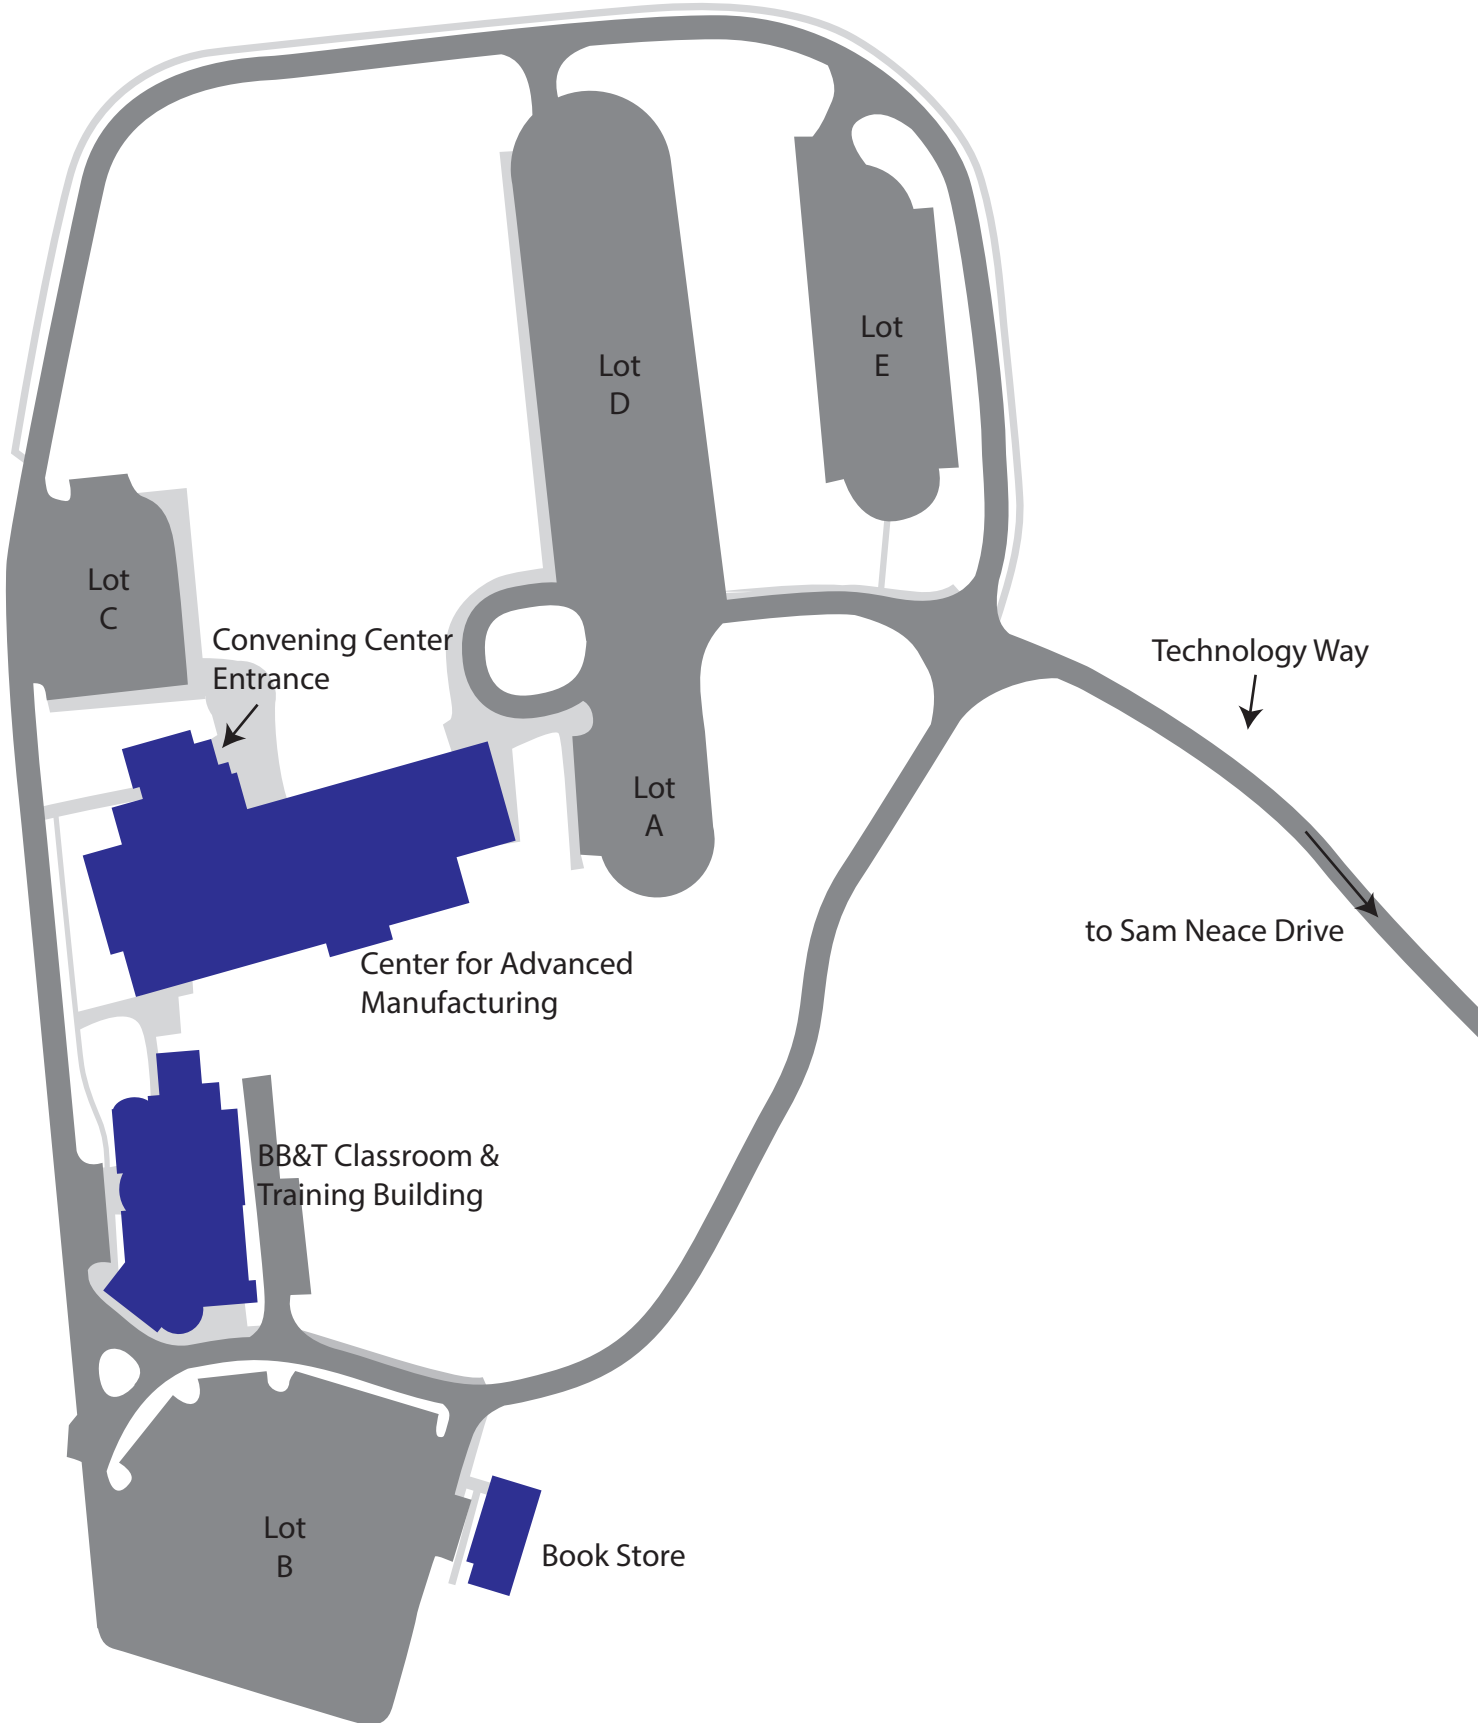 Lot
E
Lot
D
Lot
C
Convening Center
Entrance
Technology Way
Lot
A
to Sam Neace Drive
Center for Advanced
Manufacturing
BB&T Classroom &
Training Building
Lot
B
Book Store